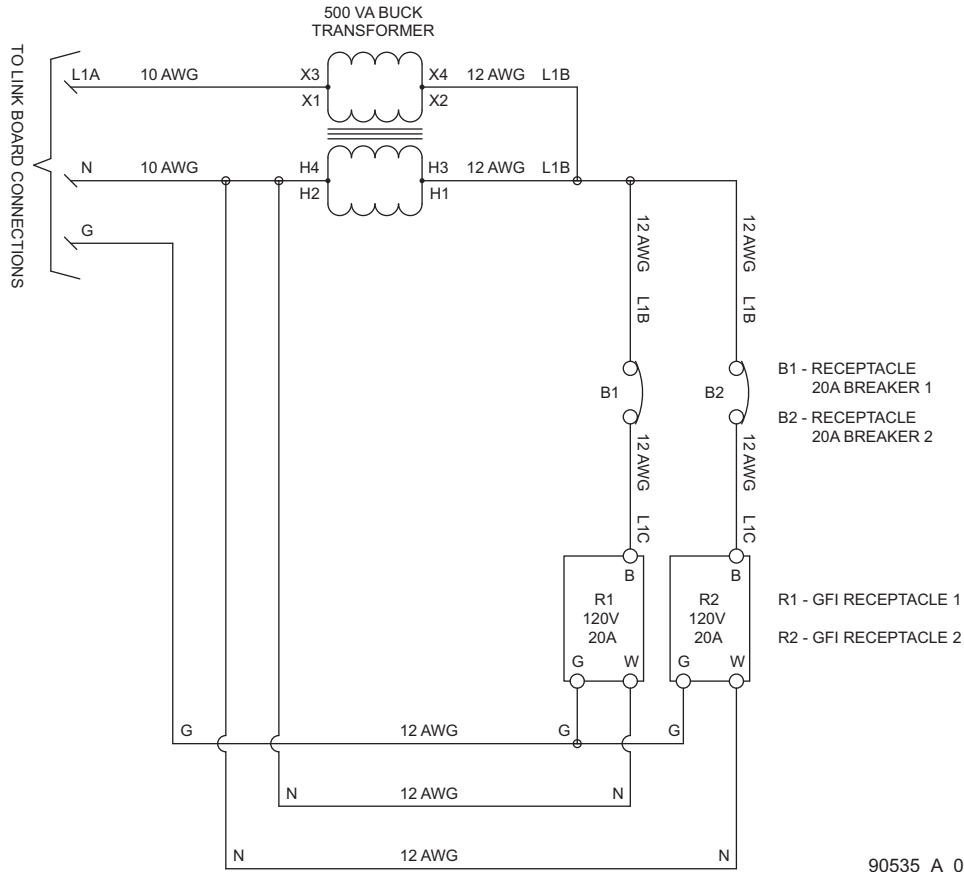 500 VA BUCK
TRANSFORMER
TO LINK BOARD CONNECTIONS
L1A 10 AWG X3 X4 12 AWG L1B
X1 X2
N 10 AWG H4 H3 12 AWG L1B
H2 H1
G
12 AWG L1B
12 AWG L1B
B1
B2
B1 - RECEPTACLE
20A BREAKER 1
B2 - RECEPTACLE
20A BREAKER 2
12 AWG L1C
12 AWG L1C
B
R1
120V
20A
G W
B
R2
120V
20A
G W
R1 - GFI RECEPTACLE 1
R2 - GFI RECEPTACLE 2
G 12 AWG G G
N 12 AWG N
N 12 AWG N
90535_A_0